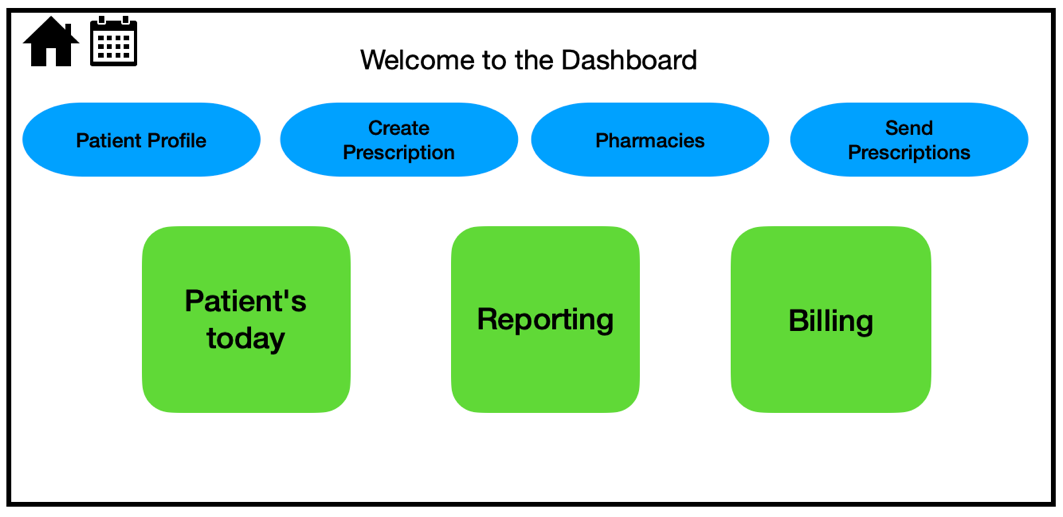 Welcome to the Dashboard
Patient Profile
Create
Prescription
Pharmacies
Send
Prescriptions
Patient's
today
Reporting
Billing